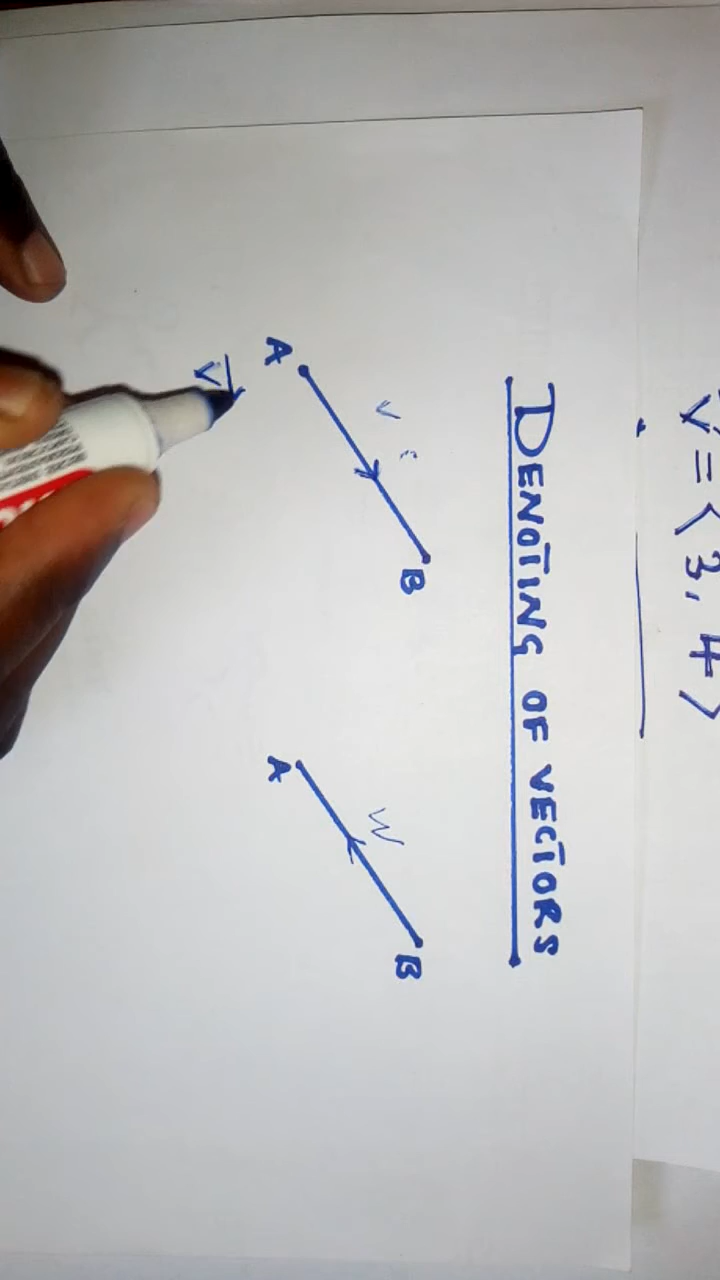 V = < 3, 4 >
DENOTING OF VECTORS
V
B
W
B
A
A
V